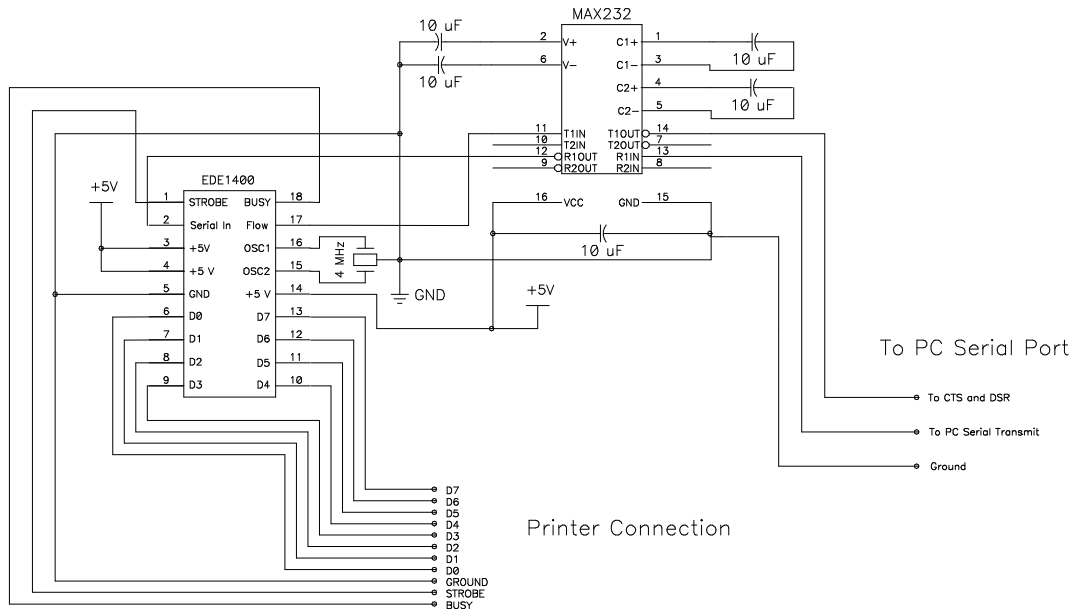 MAX232
10 uF
2 V+ C1+ 1
10 uF
6 V- C1- 3
10 uF
C2+ 4
10 uF
C2- 5
11 T1IN T1OUT 14
10 T2IN T2OUT 7
12 R1OUT R1IN 13
9 R2OUT R2IN 8
16 VCC GND 15
10 uF
EDE1400
+5V
1 STROBE BUSY 18
2 Serial In Flow 17
3 +5V OSC1 16
4 +5 V OSC2 15
5 GND +5 V 14
6 D0 D7 13
7 D1 D6 12
8 D2 D5 11
9 D3 D4 10
4 MHz
GND
+5V
To PC Serial Port
To CTS and DSR
To PC Serial Transmit
Ground
Printer Connection
D7
D6
D5
D4
D3
D2
D1
D0
GROUND
STROBE
BUSY